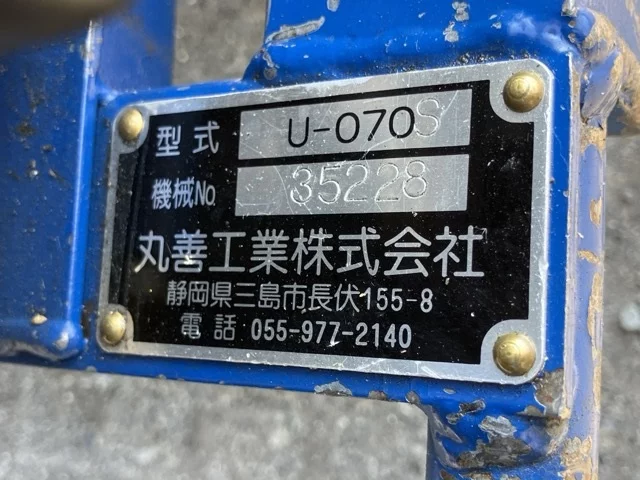 型式 U-070S
機械No. 35228
丸善工業株式会社
静岡県三島市長伏155-8
電話 055-977-2140